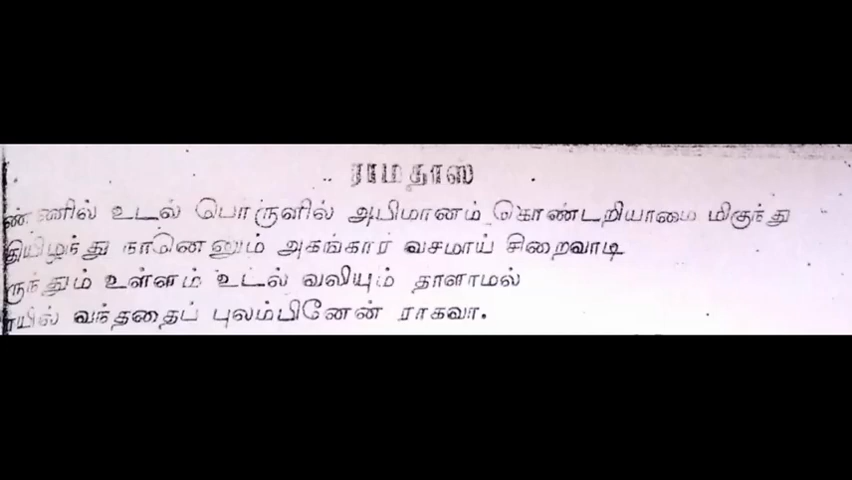 ராமதாஸ்
உடல் பொருளில் அபிமானம் கொண்டறியாமை மிகுந்து
நானெனும் அகங்கார வசமாய் சிறைவாடி
உள்ளம் உடல் வலியும் தாளாமல்
வந்ததைப் புலம்பினேன் ராகவா.